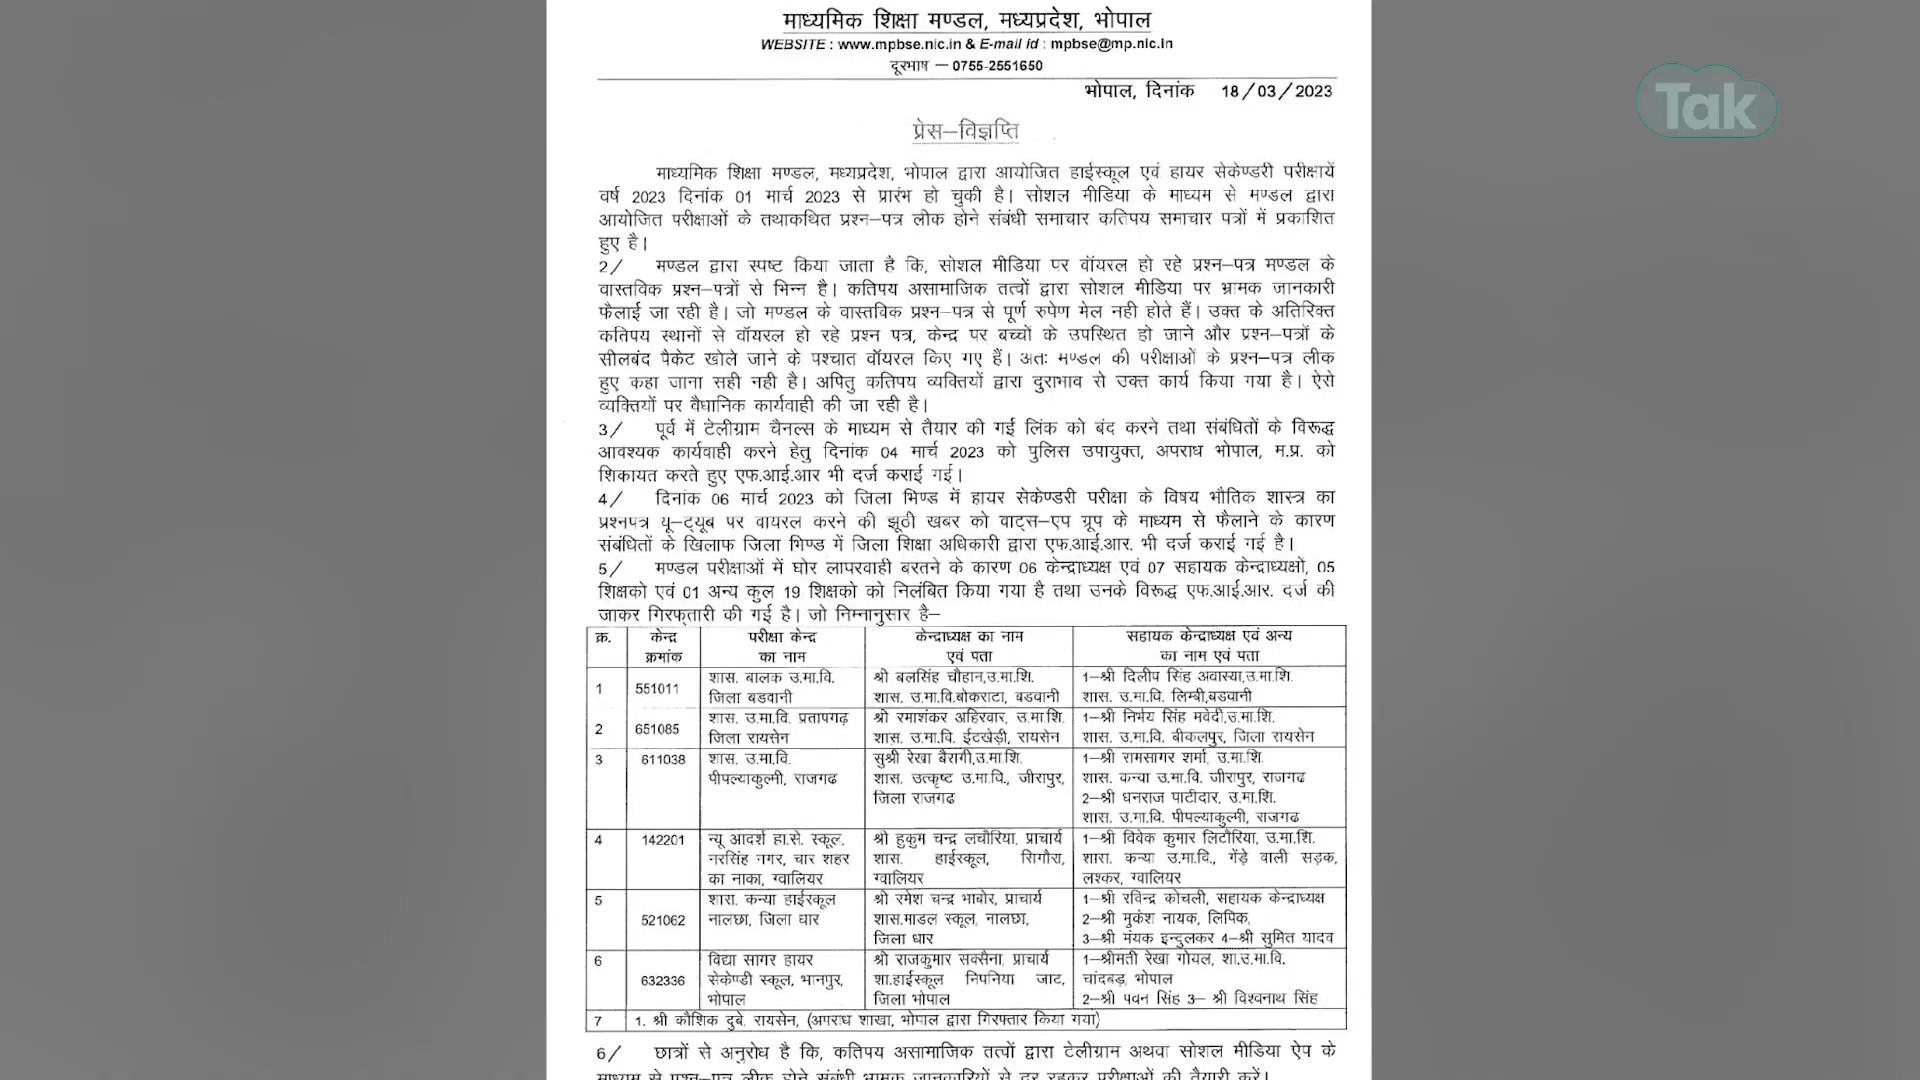 माध्यमिक शिक्षा मण्डल, मध्यप्रदेश, भोपाल
WEBSITE : www.mpbse.nic.in & E-mail id : mpbse@mp.nic.in
दूरभाष – 0755-2551650
भोपाल, दिनांक 18/03/2023
Tak
प्रेस–विज्ञप्ति
माध्यमिक शिक्षा मण्डल, मध्यप्रदेश, भोपाल द्वारा आयोजित हाईस्कूल एवं हायर सेकेण्डरी परीक्षायें
वर्ष 2023 दिनांक 01 मार्च 2023 से प्रारंभ हो चुकी है। सोशल मीडिया के माध्यम से मण्डल द्वारा
आयोजित परीक्षाओं के तथाकथित प्रश्न–पत्र लीक होने संबंधी समाचार कतिपय समाचार पत्रों में प्रकाशित
हुए है।
2/ मण्डल द्वारा स्पष्ट किया जाता है कि, सोशल मीडिया पर वॉयरल हो रहे प्रश्न–पत्र मण्डल के
वास्तविक प्रश्न–पत्रों से भिन्न है। कतिपय असामाजिक तत्वों द्वारा सोशल मीडिया पर भ्रामक जानकारी
फैलाई जा रही है। जो मण्डल के वास्तविक प्रश्न–पत्र से पूर्ण रुपेण मेल नही होते हैं। उक्त के अतिरिक्त
कतिपय स्थानों से वॉयरल हो रहे प्रश्न पत्र, केन्द्र पर बच्चों के उपस्थित हो जाने और प्रश्न–पत्रों के
सीलबंद पैकेट खोले जाने के पश्चात वॉयरल किए गए हैं। अतः मण्डल की परीक्षाओं के प्रश्न–पत्र लीक
हुए कहा जाना सही नही है। अपितु कतिपय व्यक्तियों द्वारा दुराभाव से उक्त कार्य किया गया है। ऐसे
व्यक्तियों पर वैधानिक कार्यवाही की जा रही है।
3/ पूर्व में टेलीग्राम चैनल्स के माध्यम से तैयार की गई लिंक को बंद करने तथा संबंधितों के विरूद्ध
आवश्यक कार्यवाही करने हेतु दिनांक 04 मार्च 2023 को पुलिस उपायुक्त, अपराध भोपाल, म.प्र. को
शिकायत करते हुए एफ.आई.आर भी दर्ज कराई गई।
4/ दिनांक 06 मार्च 2023 को जिला भिण्ड में हायर सेकेण्डरी परीक्षा के विषय भौतिक शास्त्र का
प्रश्नपत्र यू–ट्यूब पर वायरल करने की झूठी खबर को वाट्स–एप ग्रूप के माध्यम से फैलाने के कारण
संबंधितों के खिलाफ जिला भिण्ड में जिला शिक्षा अधिकारी द्वारा एफ.आई.आर. भी दर्ज कराई गई है।
5/ मण्डल परीक्षाओं में घोर लापरवाही बरतने के कारण 06 केन्द्राध्यक्ष एवं 07 सहायक केन्द्राध्यक्षों, 05
शिक्षको एवं 01 अन्य कुल 19 शिक्षको को निलंबित किया गया है तथा उनके विरूद्ध एफ.आई.आर. दर्ज की
जाकर गिरफ्तारी की गई है। जो निम्नानुसार है–
क्र. केन्द्र परीक्षा केन्द्र केन्द्राध्यक्ष का नाम सहायक केन्द्राध्यक्ष एवं अन्य
क्रमांक का नाम एवं पता का नाम एवं पता
1 551011 शास. बालक उ.मा.वि. श्री बलसिंह चौहान,उ.मा.शि. 1–श्री दिलीप सिंह अवास्या,उ.मा.शि.
जिला बडवानी शास. उ.मा.वि.बोकराटा, बडवानी शास. उ.मा.वि. लिम्बी,बडवानी
2 651085 शास. उ.मा.वि. प्रतापगढ़ श्री रमाशंकर अहिरवार, उ.मा.शि. 1–श्री निर्भय सिंह मवेदी,उ.मा.शि.
जिला रायसेन शास. उ.मा.वि. ईटखेड़ी, रायसेन शास. उ.मा.वि. बीकलपुर, जिला रायसेन
3 611038 शास. उ.मा.वि. सुश्री रेखा बैरागी,उ.मा.शि. 1–श्री रामसागर शर्मा, उ.मा.शि.
पीपल्याकुल्मी, राजगढ शास. उत्कृष्ट उ.मा.वि., जीरापुर, शास. कन्या उ.मा.वि. जीरापुर, राजगढ
जिला राजगढ 2–श्री धनराज पाटीदार, उ.मा.शि.
शास. उ.मा.वि. पीपल्याकुल्मी, राजगढ
4 142201 न्यू आदर्श हा.से. स्कूल, श्री हुकुम चन्द्र लचौरिया, प्राचार्य 1–श्री विवेक कुमार लिटौरिया, उ.मा.शि.
नरसिंह नगर, चार शहर शास. हाईस्कूल, सिगौरा, शारा. कन्या उ.मा.वि., गेंड़े वाली सड़क,
का नाका, ग्वालियर ग्वालियर लश्कर, ग्वालियर
5 521062 शारा. कन्या हाईस्कूल श्री रमेश चन्द्र भाबोर, प्राचार्य 1–श्री रविन्द्र कोचली, सहायक केन्द्राध्यक्ष
नालछा, जिला धार शास.माडल स्कूल, नालछा, 2–श्री मुकेश नायक, लिपिक,
जिला धार 3–श्री मंयक इन्दुलकर 4–श्री सुमित यादव
6 632336 विद्या सागर हायर श्री राजकुमार सक्सैना, प्राचार्य 1–श्रीमती रेखा गोयल, शा.उ.मा.वि.
सेकेण्डी स्कूल, भानपुर, शा.हाईस्कूल निपनिया जाट, चांदबड़, भोपाल
भोपाल जिला भोपाल 2–श्री पवन सिंह 3– श्री विश्वनाथ सिंह
7 1. श्री कौशिक दुबे, रायसेन, (अपराध शाखा, भोपाल द्वारा गिरफ्तार किया गया)
6/ छात्रों से अनुरोध है कि, कतिपय असामाजिक तत्वों द्वारा टेलीग्राम अथवा सोशल मीडिया ऐप के
माध्यम से प्रश्न–पत्र लीक होने संबंधी भ्रामक जानकारियों से दूर रहकर परीक्षाओं की तैयारी करें।